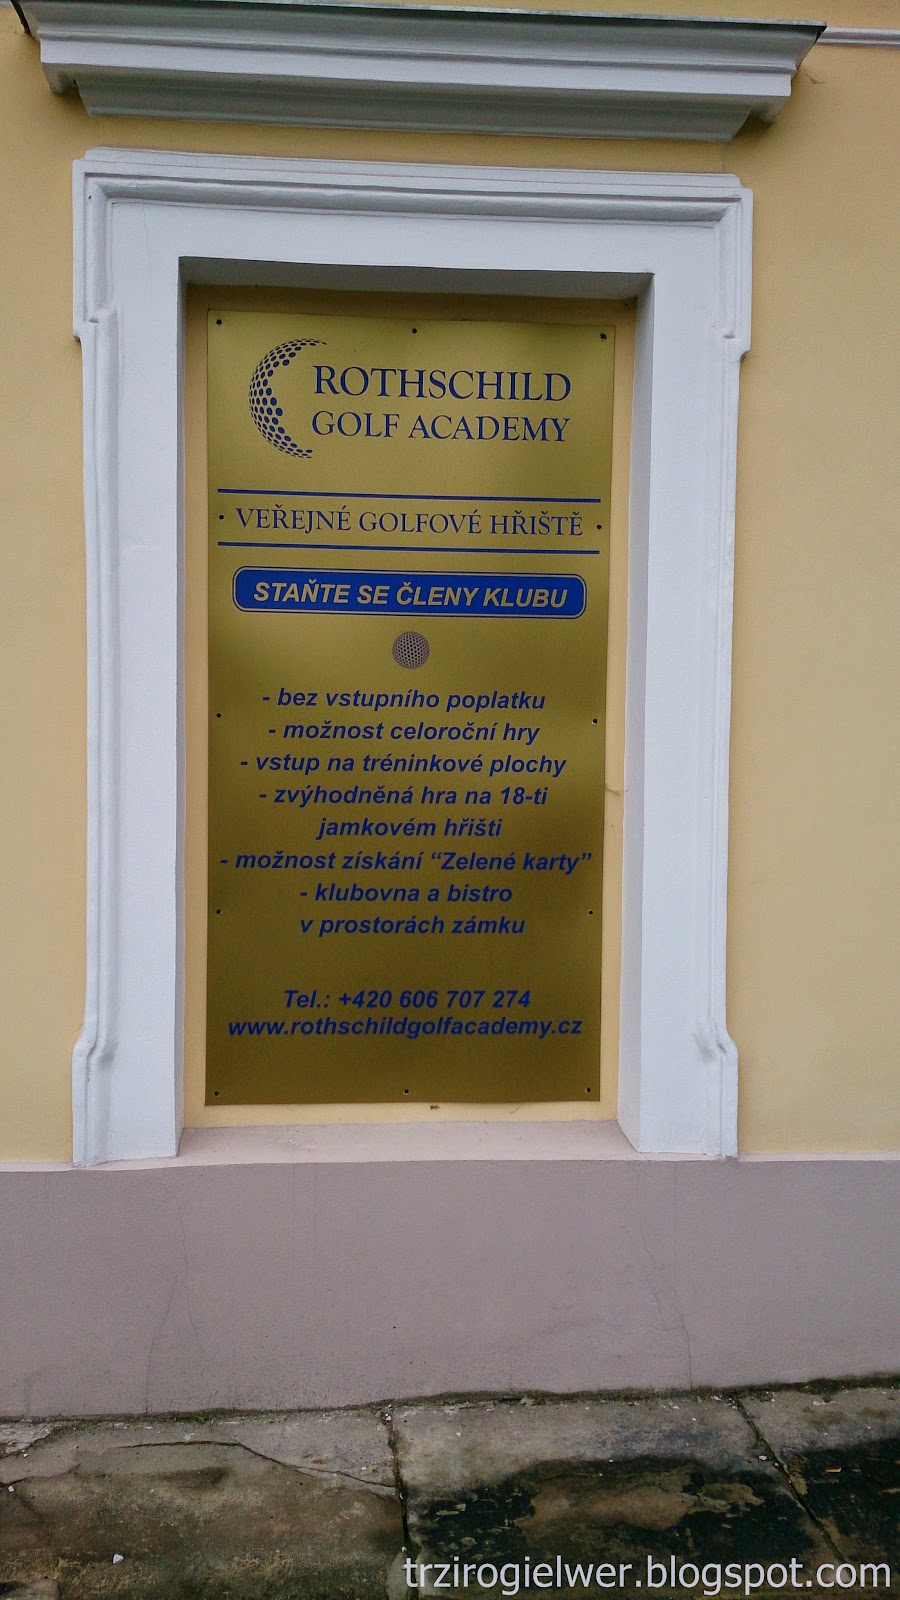 ROTHSCHILD
GOLF ACADEMY
VEŘEJNÉ GOLFOVÉ HŘIŠTĚ
STAŇTE SE ČLENY KLUBU
- bez vstupního poplatku
- možnost celoroční hry
- vstup na tréninkové plochy
- zvýhodněná hra na 18-ti
jamkovém hřišti
- možnost získání “Zelené karty”
- klubovna a bistro
v prostorách zámku
Tel.: +420 606 707 274
www.rothschildgolfacademy.cz
trzirogielwer.blogspot.com